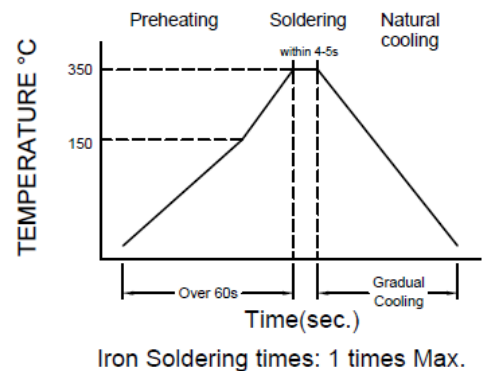 Preheating
Soldering
Natural
cooling
within 4-5s
TEMPERATURE °C
350
150
Over 60s
Gradual
Cooling
Time(sec.)
Iron Soldering times: 1 times Max.